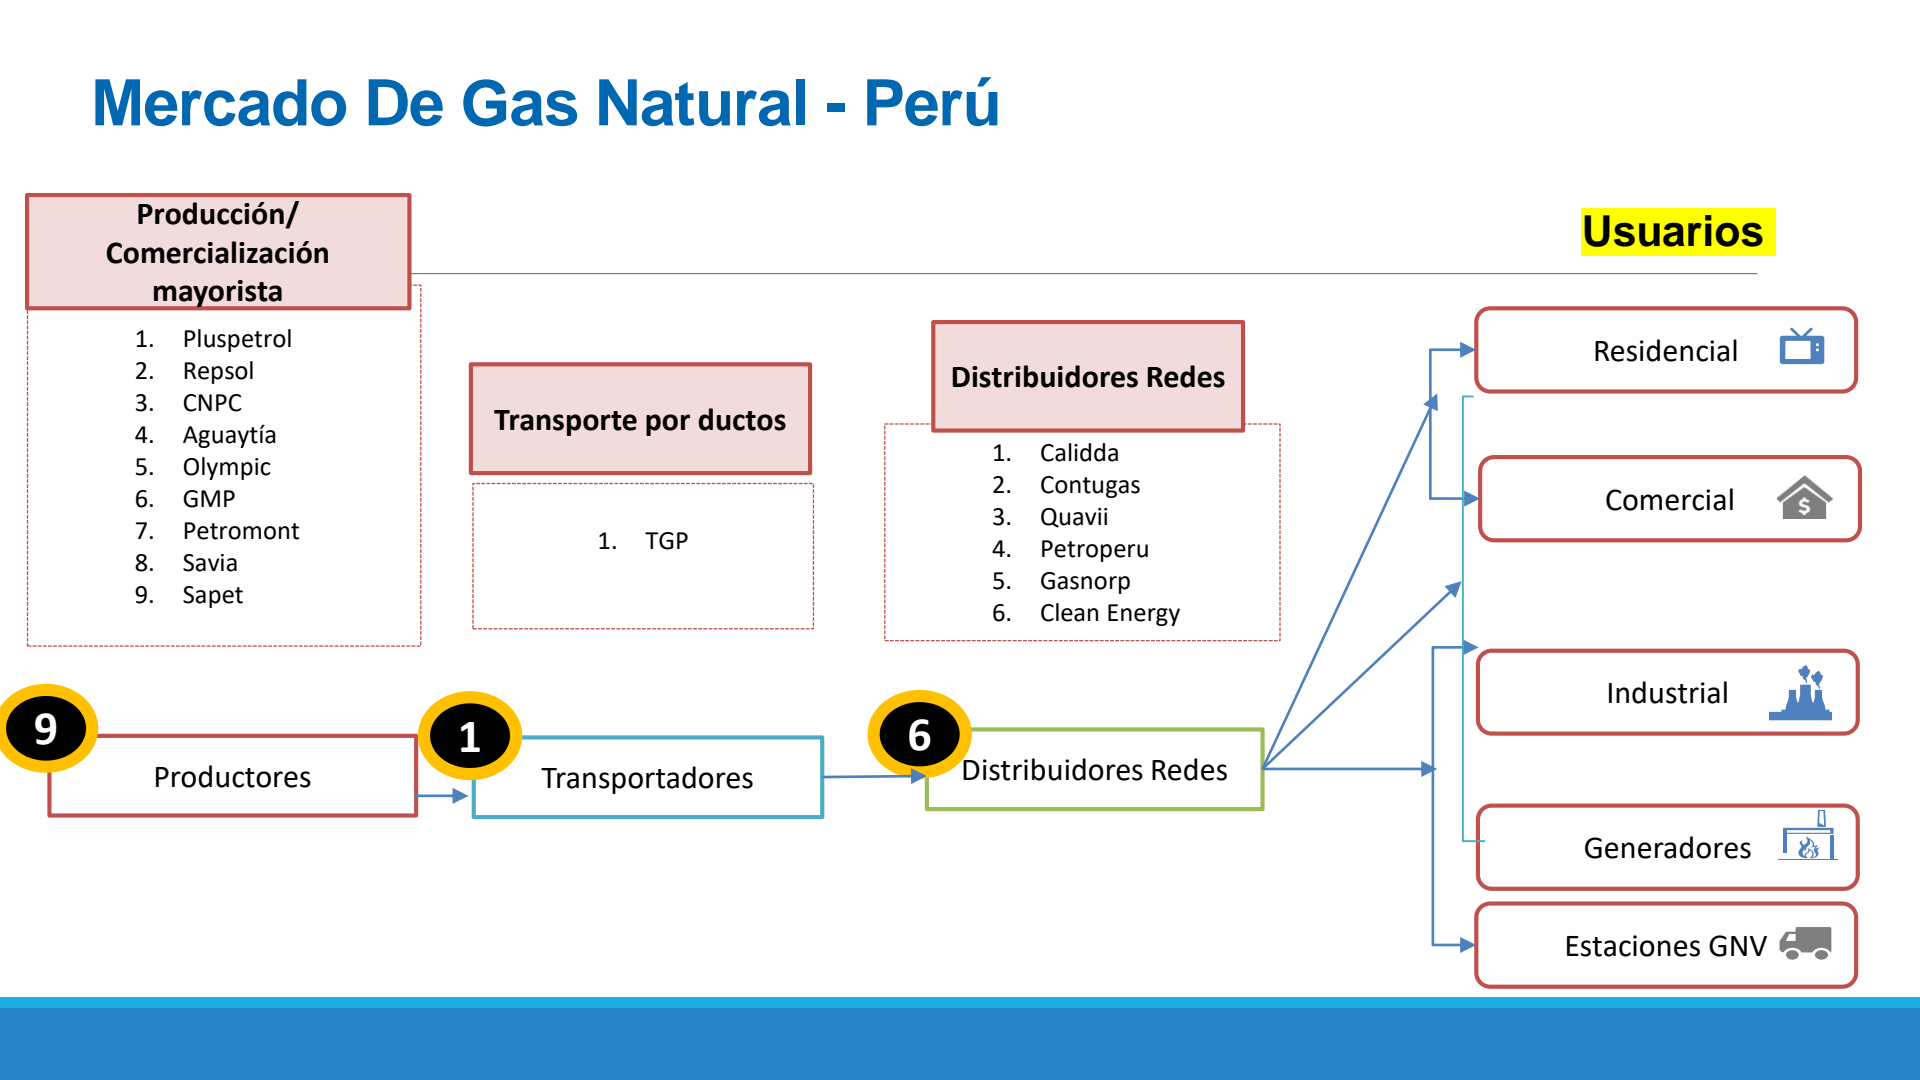 Mercado De Gas Natural - Perú
Producción/
Comercialización
mayorista
1. Pluspetrol
2. Repsol
3. CNPC
4. Aguaytía
5. Olympic
6. GMP
7. Petromont
8. Savia
9. Sapet
Transporte por ductos
1. TGP
Distribuidores Redes
1. Calidda
2. Contugas
3. Quavii
4. Petroperu
5. Gasnorp
6. Clean Energy
Usuarios
Residencial
Comercial
$
Industrial
Generadores
Estaciones GNV
9
Productores
1
Transportadores
6
Distribuidores Redes